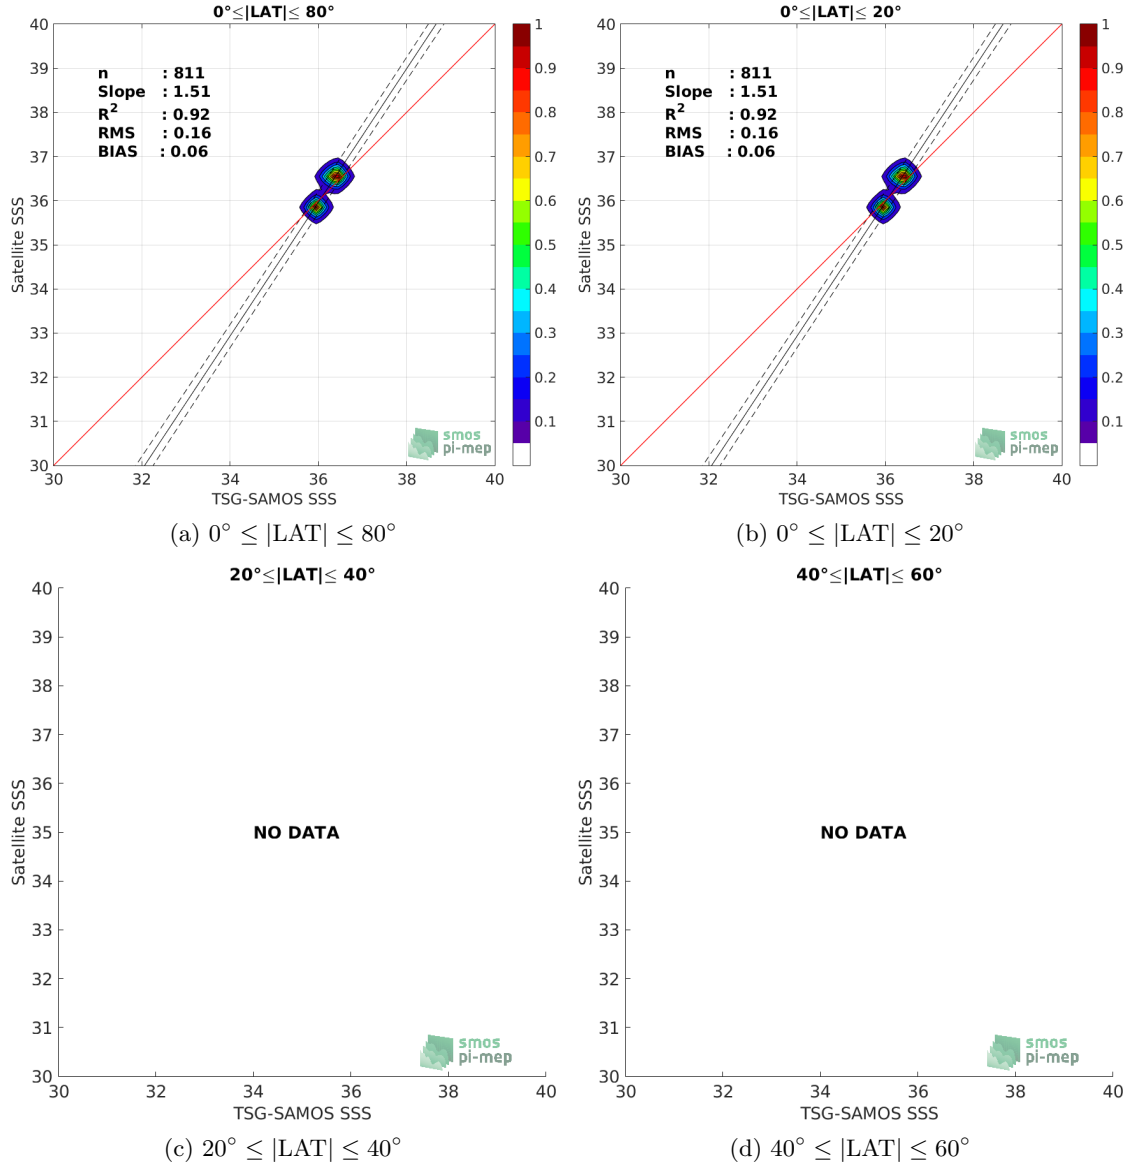 0°≤|LAT|≤ 80°
40
39
38
37
36
35
34
33
32
31
30
n : 811
Slope : 1.51
R² : 0.92
RMS : 0.16
BIAS : 0.06
Satellite SSS
30 32 34 36 38 40
TSG-SAMOS SSS
smos
pi-mep
1
0.9
0.8
0.7
0.6
0.5
0.4
0.3
0.2
0.1
(a) 0° ≤ |LAT| ≤ 80°
0°≤|LAT|≤ 20°
40
39
38
37
36
35
34
33
32
31
30
n : 811
Slope : 1.51
R² : 0.92
RMS : 0.16
BIAS : 0.06
Satellite SSS
30 32 34 36 38 40
TSG-SAMOS SSS
smos
pi-mep
1
0.9
0.8
0.7
0.6
0.5
0.4
0.3
0.2
0.1
(b) 0° ≤ |LAT| ≤ 20°
20°≤|LAT|≤ 40°
40
39
38
37
36
35
34
33
32
31
30
Satellite SSS
NO DATA
30 32 34 36 38 40
TSG-SAMOS SSS
smos
pi-mep
(c) 20° ≤ |LAT| ≤ 40°
40°≤|LAT|≤ 60°
40
39
38
37
36
35
34
33
32
31
30
Satellite SSS
NO DATA
30 32 34 36 38 40
TSG-SAMOS SSS
smos
pi-mep
(d) 40° ≤ |LAT| ≤ 60°